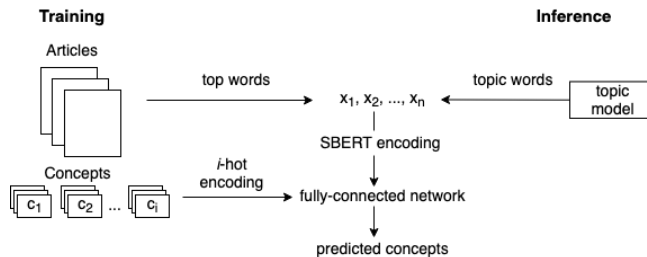 Training
Inference
Articles
top words
x1, x2, ..., xn
topic words
topic
model
SBERT encoding
Concepts
i-hot
encoding
c1 c2 ... ci
fully-connected network
predicted concepts